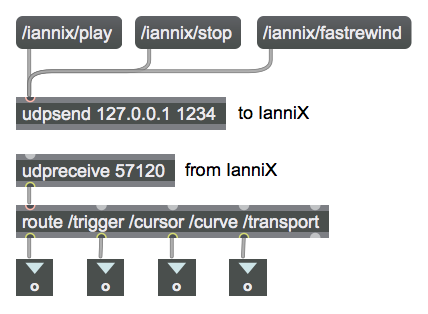 /iannix/play /iannix/stop /iannix/fastrewind
udpsend 127.0.0.1 1234 to IanniX
udpreceive 57120 from IanniX
route /trigger /cursor /curve /transport
o o o o